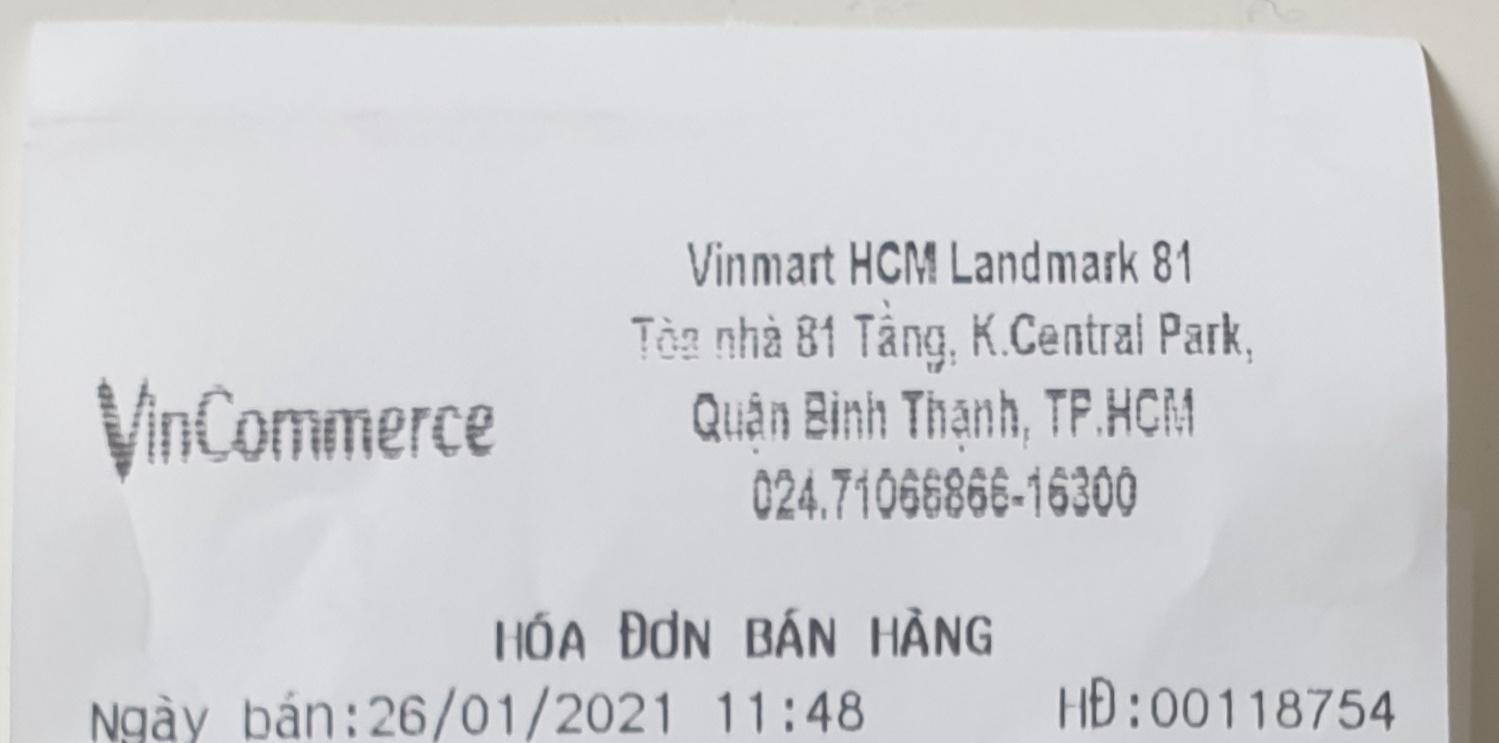 Vinmart HCM Landmark 81
Tòa nhà 81 Tầng, K.Central Park,
Quận Bình Thạnh, TP.HCM
024.71066866-16300
VinCommerce
HÓA ĐƠN BÁN HÀNG
Ngày bán:26/01/2021 11:48 HĐ:00118754